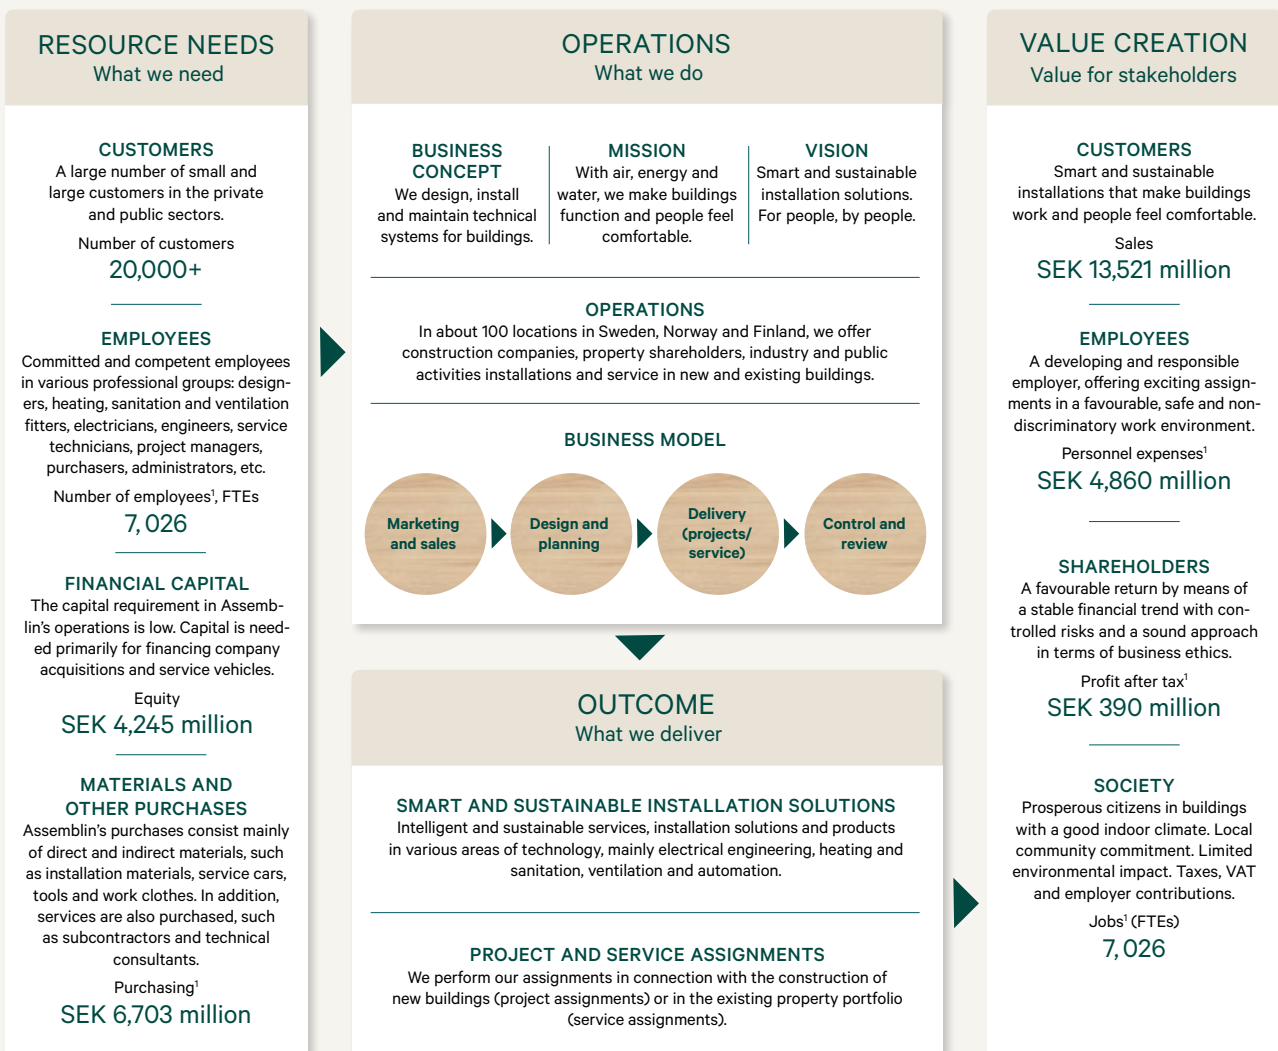 RESOURCE NEEDS
What we need
CUSTOMERS
A large number of small and
large customers in the private
and public sectors.
Number of customers
20,000+
EMPLOYEES
Committed and competent employees
in various professional groups: design-
ers, heating, sanitation and ventilation
fitters, electricians, engineers, service
technicians, project managers,
purchasers, administrators, etc.
Number of employees¹, FTEs
7,026
FINANCIAL CAPITAL
The capital requirement in Assemb-
lin's operations is low. Capital is need-
ed primarily for financing company
acquisitions and service vehicles.
Equity
SEK 4,245 million
MATERIALS AND
OTHER PURCHASES
Assemblin's purchases consist mainly
of direct and indirect materials, such
as installation materials, service cars,
tools and work clothes. In addition,
services are also purchased, such
as subcontractors and technical
consultants.
Purchasing¹
SEK 6,703 million
OPERATIONS
What we do
BUSINESS
CONCEPT
We design, install
and maintain technical
systems for buildings.
MISSION
With air, energy and
water, we make buildings
function and people feel
comfortable.
VISION
Smart and sustainable
installation solutions.
For people, by people.
OPERATIONS
In about 100 locations in Sweden, Norway and Finland, we offer
construction companies, property shareholders, industry and public
activities installations and service in new and existing buildings.
BUSINESS MODEL
Marketing
and sales
Design and
planning
Delivery
(projects/
service)
Control and
review
OUTCOME
What we deliver
SMART AND SUSTAINABLE INSTALLATION SOLUTIONS
Intelligent and sustainable services, installation solutions and products
in various areas of technology, mainly electrical engineering, heating and
sanitation, ventilation and automation.
PROJECT AND SERVICE ASSIGNMENTS
We perform our assignments in connection with the construction of
new buildings (project assignments) or in the existing property portfolio
(service assignments).
VALUE CREATION
Value for stakeholders
CUSTOMERS
Smart and sustainable
installations that make buildings
work and people feel comfortable.
Sales
SEK 13,521 million
EMPLOYEES
A developing and responsible
employer, offering exciting assign-
ments in a favourable, safe and non-
discriminatory work environment.
Personnel expenses¹
SEK 4,860 million
SHAREHOLDERS
A favourable return by means of
a stable financial trend with con-
trolled risks and a sound approach
in terms of business ethics.
Profit after tax¹
SEK 390 million
SOCIETY
Prosperous citizens in buildings
with a good indoor climate. Local
community commitment. Limited
environmental impact. Taxes, VAT
and employer contributions.
Jobs¹ (FTEs)
7,026